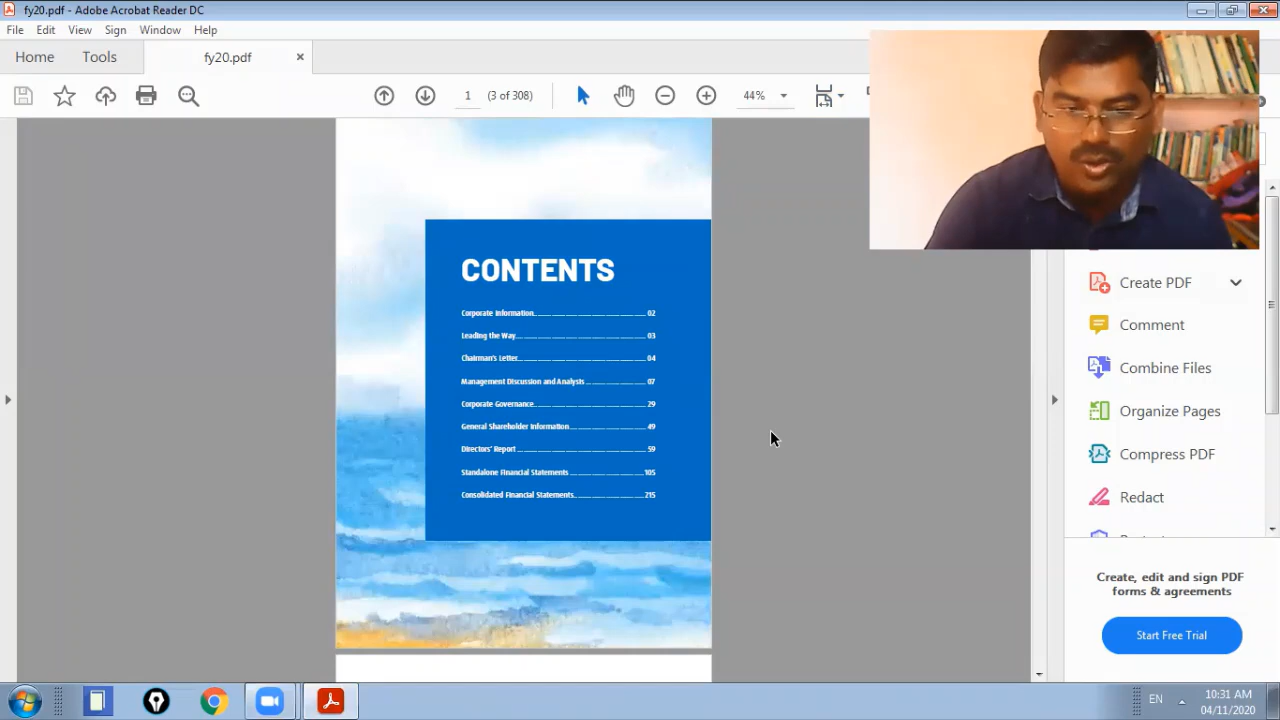 fy20.pdf - Adobe Acrobat Reader DC
File Edit View Sign Window Help
Home Tools fy20.pdf
1 (3 of 308) 44%
CONTENTS
Corporate Information 02
Leading the Way 03
Chairman's Letter 04
Management Discussion and Analysis 07
Corporate Governance 29
General Shareholder Information 49
Directors' Report 59
Standalone Financial Statements 105
Consolidated Financial Statements 215
Create PDF
Comment
Combine Files
Organize Pages
Compress PDF
Redact
Create, edit and sign PDF
forms & agreements
Start Free Trial
EN 10:31 AM
04/11/2020